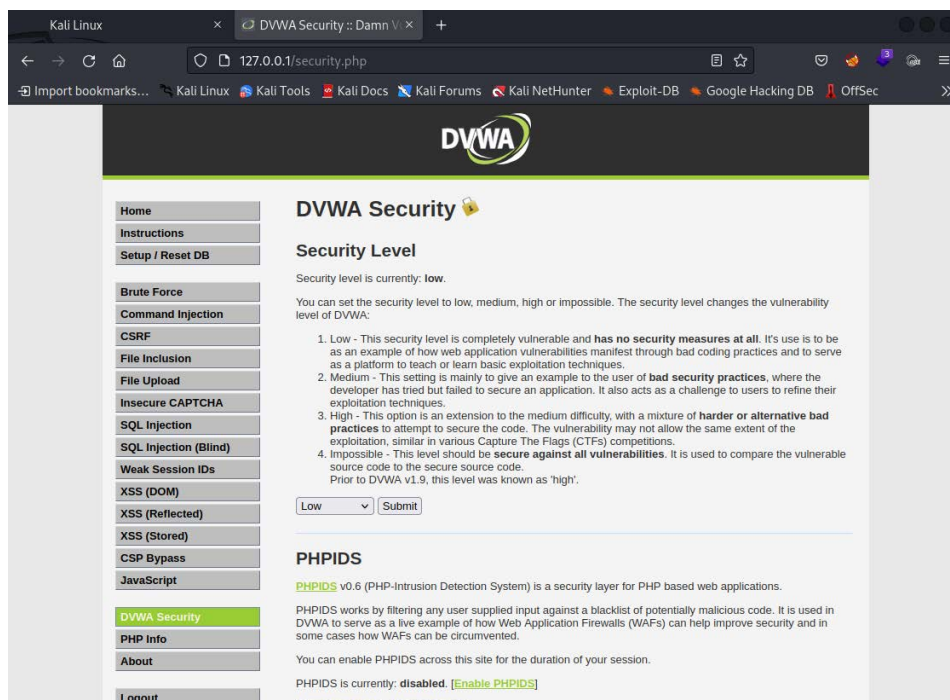 Kali Linux
DVWA Security :: Damn V
127.0.0.1/security.php
3
Import bookmarks...
Kali Linux
Kali Tools
Kali Docs
Kali Forums
Kali NetHunter
Exploit-DB
Google Hacking DB
OffSec
DVWA
Home
Instructions
Setup / Reset DB
Brute Force
Command Injection
CSRF
File Inclusion
File Upload
Insecure CAPTCHA
SQL Injection
SQL Injection (Blind)
Weak Session IDs
XSS (DOM)
XSS (Reflected)
XSS (Stored)
CSP Bypass
JavaScript
DVWA Security
PHP Info
About
Logout
DVWA Security
Security Level
Security level is currently: low.
You can set the security level to low, medium, high or impossible. The security level changes the vulnerability
level of DVWA:
1. Low - This security level is completely vulnerable and has no security measures at all. It's use is to be
as an example of how web application vulnerabilities manifest through bad coding practices and to serve
as a platform to teach or learn basic exploitation techniques.
2. Medium - This setting is mainly to give an example to the user of bad security practices, where the
developer has tried but failed to secure an application. It also acts as a challenge to users to refine their
exploitation techniques.
3. High - This option is an extension to the medium difficulty, with a mixture of harder or alternative bad
practices to attempt to secure the code. The vulnerability may not allow the same extent of the
exploitation, similar in various Capture The Flags (CTFs) competitions.
4. Impossible - This level should be secure against all vulnerabilities. It is used to compare the vulnerable
source code to the secure source code.
Prior to DVWA v1.9, this level was known as 'high'.
Low
Submit
PHPIDS
PHPIDS v0.6 (PHP-Intrusion Detection System) is a security layer for PHP based web applications.
PHPIDS works by filtering any user supplied input against a blacklist of potentially malicious code. It is used in
DVWA to serve as a live example of how Web Application Firewalls (WAFs) can help improve security and in
some cases how WAFs can be circumvented.
You can enable PHPIDS across this site for the duration of your session.
PHPIDS is currently: disabled. [Enable PHPIDS]